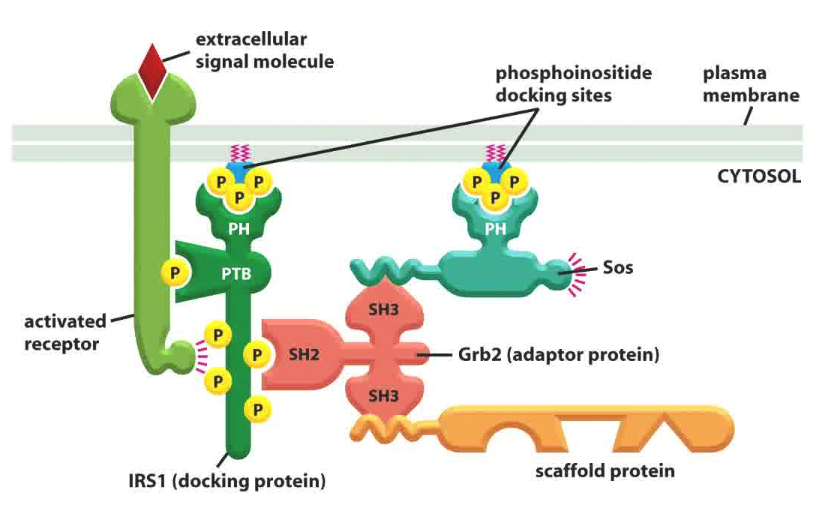 extracellular
signal molecule
phosphoinositide
docking sites
plasma
membrane
CYTOSOL
P P P
P P P
PH
PH
P
PTB
Sos
SH3
activated
receptor
P
P
SH2
Grb2 (adaptor protein)
P
SH3
P
scaffold protein
IRS1 (docking protein)